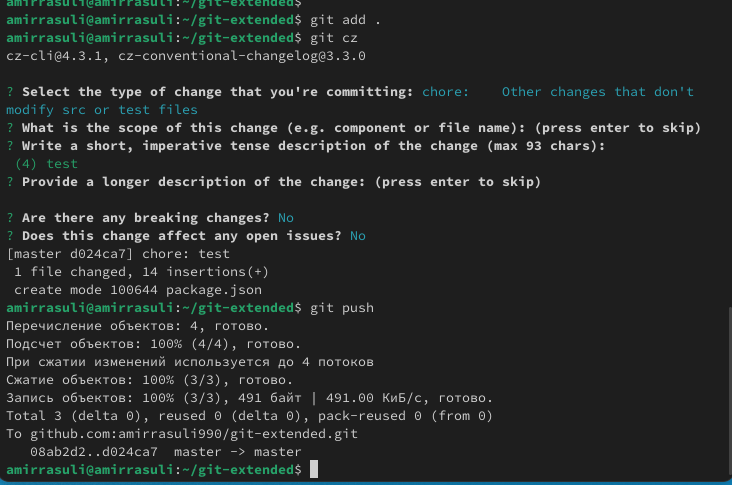 amirrasuli@amirrasuli:~/git-extended$
amirrasuli@amirrasuli:~/git-extended$ git add .
amirrasuli@amirrasuli:~/git-extended$ git cz
cz-cli@4.3.1, cz-conventional-changelog@3.3.0
? Select the type of change that you're committing: chore:    Other changes that don't
modify src or test files
? What is the scope of this change (e.g. component or file name): (press enter to skip)
? Write a short, imperative tense description of the change (max 93 chars):
 (4) test
? Provide a longer description of the change: (press enter to skip)
? Are there any breaking changes? No
? Does this change affect any open issues? No
[master d024ca7] chore: test
 1 file changed, 14 insertions(+)
 create mode 100644 package.json
amirrasuli@amirrasuli:~/git-extended$ git push
Перечисление объектов: 4, готово.
Подсчет объектов: 100% (4/4), готово.
При сжатии изменений используется до 4 потоков
Сжатие объектов: 100% (3/3), готово.
Запись объектов: 100% (3/3), 491 байт | 491.00 КиБ/с, готово.
Total 3 (delta 0), reused 0 (delta 0), pack-reused 0 (from 0)
To github.com:amirrasuli990/git-extended.git
   08ab2d2..d024ca7  master -> master
amirrasuli@amirrasuli:~/git-extended$